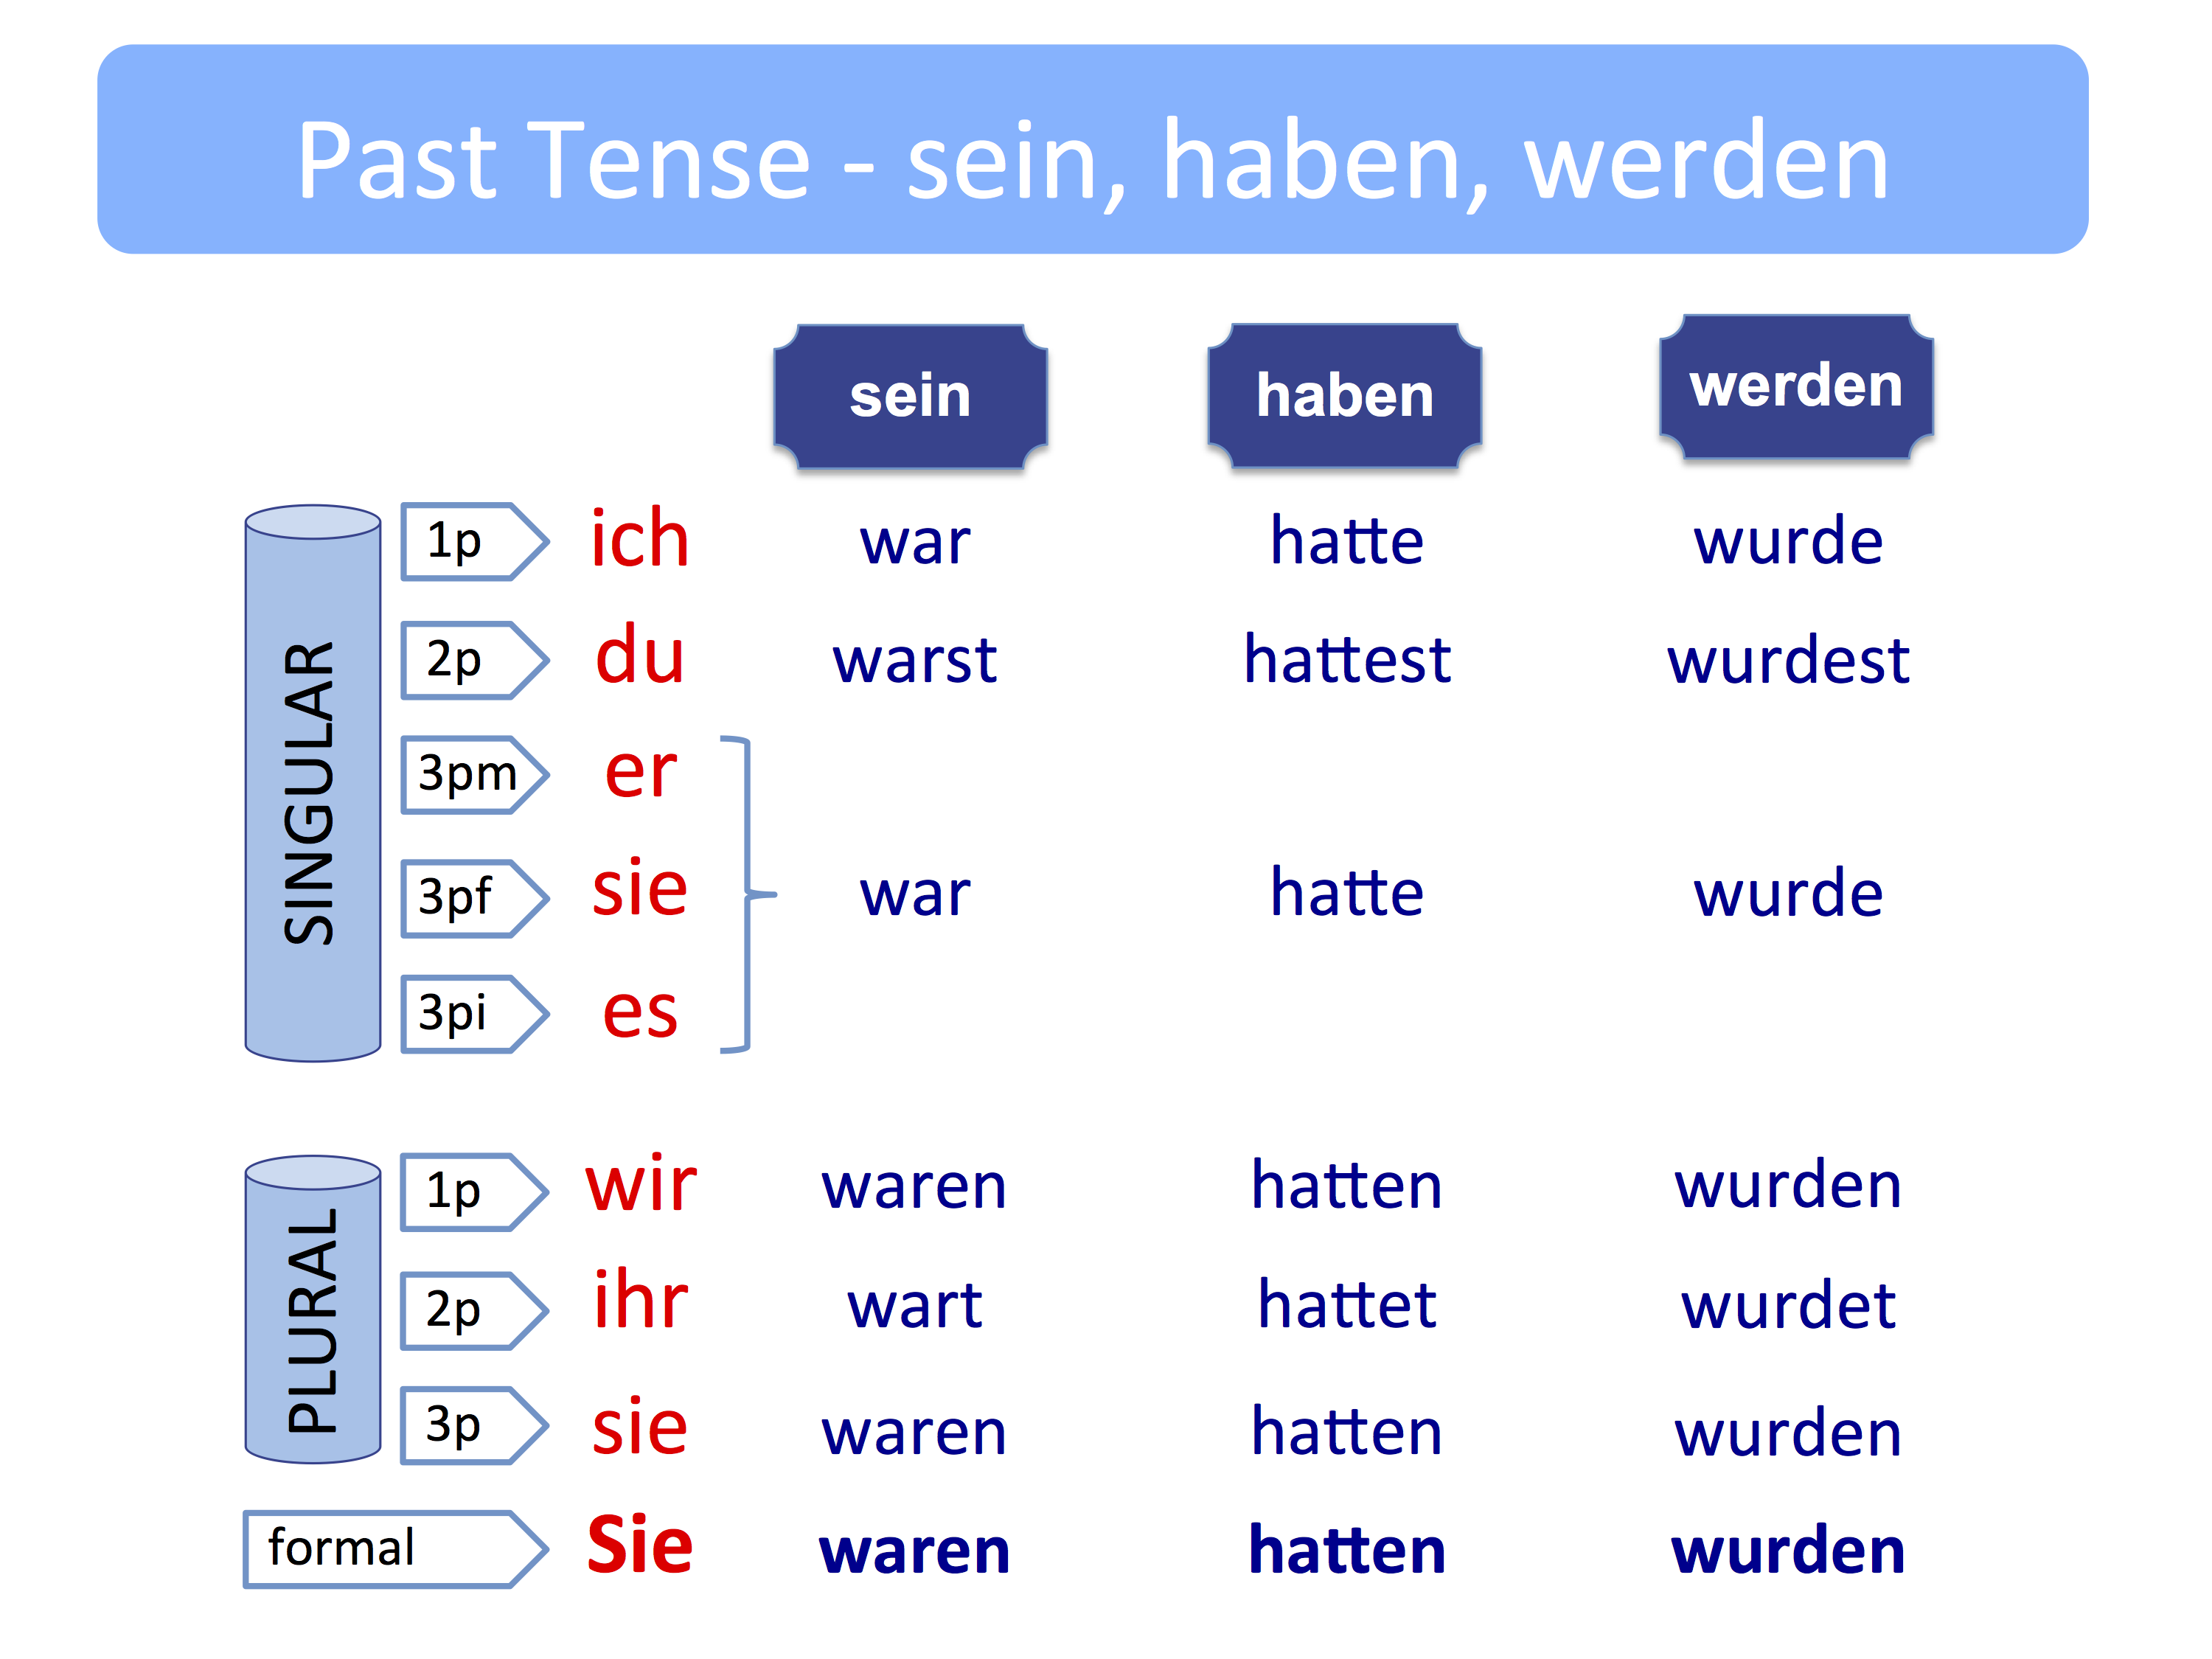 Past Tense - sein, haben, werden
sein haben werden
SINGULAR
1p ich war hatte wurde
2p du warst hattest wurdest
3pm er
3pf sie war hatte wurde
3pi es
PLURAL
1p wir waren hatten wurden
2p ihr wart hattet wurdet
3p sie waren hatten wurden
formal Sie waren hatten wurden